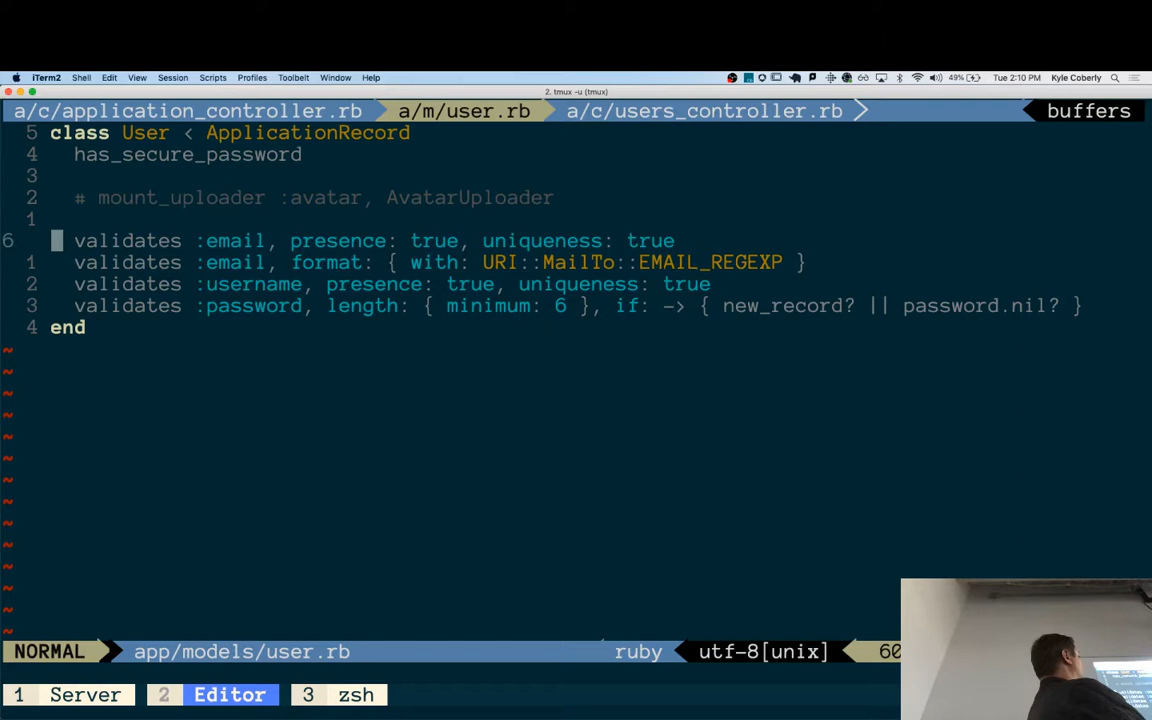 iTerm2 Shell Edit View Session Scripts Profiles Toolbelt Window Help 49% Tue 2:10 PM Kyle Coberly
2. tmux -u (tmux)
a/c/application_controller.rb a/m/user.rb a/c/users_controller.rb buffers
5 class User < ApplicationRecord
4 has_secure_password
3
2 # mount_uploader :avatar, AvatarUploader
1
6 validates :email, presence: true, uniqueness: true
1 validates :email, format: { with: URI::MailTo::EMAIL_REGEXP }
2 validates :username, presence: true, uniqueness: true
3 validates :password, length: { minimum: 6 }, if: -> { new_record? || password.nil? }
4 end
~
~
~
~
~
~
~
~
~
~
~
~
~
~
NORMAL app/models/user.rb ruby utf-8[unix] 60
1 Server 2 Editor 3 zsh